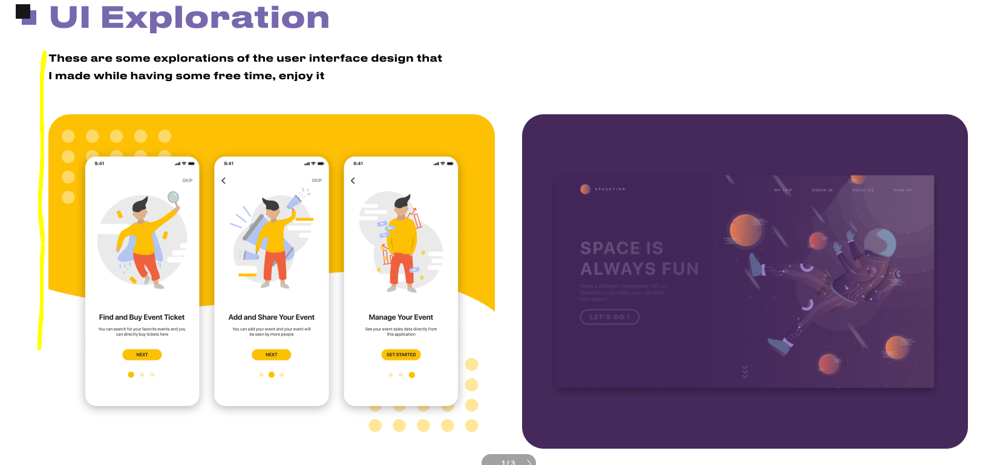 UI Exploration
These are some explorations of the user interface design that
I made while having some free time, enjoy it
9:41
SKIP
Find and Buy Event Ticket
You can search for your favorite events and you
can directly buy tickets here
NEXT
9:41
SKIP
Add and Share Your Event
You can add your event and your event will
be seen by more people
NEXT
9:41
Manage Your Event
See your event sales data directly from
this application
GET STARTED
SPACETION
MY TRIP CHECK-IN ABOUT US SIGN-UP
SPACE IS
ALWAYS FUN
Make a different experience with us.
Spacetion can make your vacation
into space !
LET'S GO !
1 / 3